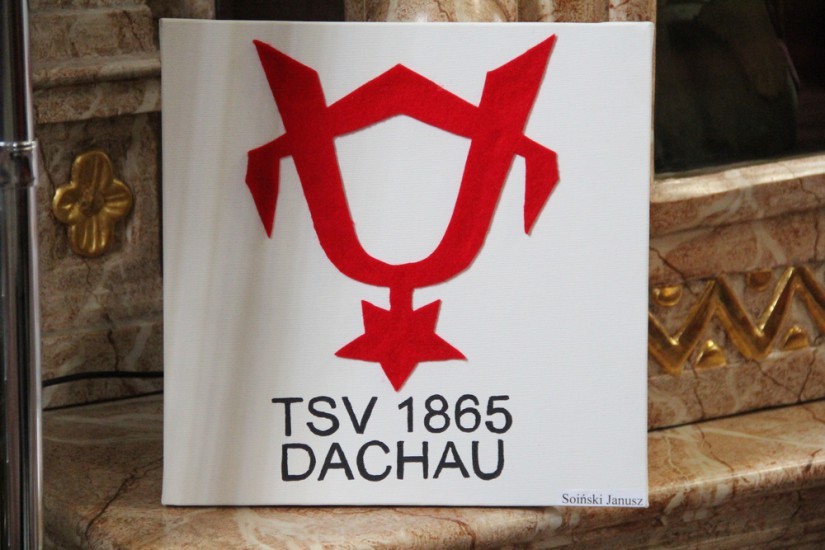 TSV 1865
DACHAU
Soiński Janusz